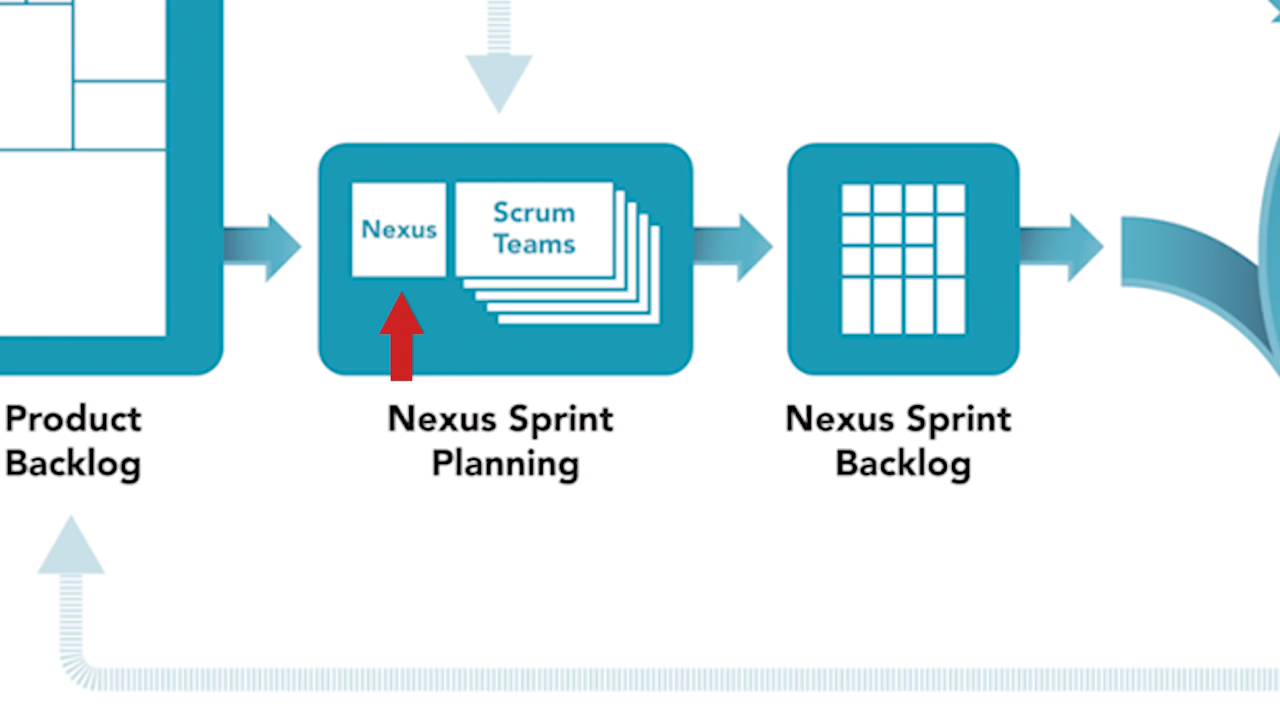 Nexus
Scrum
Teams
Product
Backlog
Nexus Sprint
Planning
Nexus Sprint
Backlog